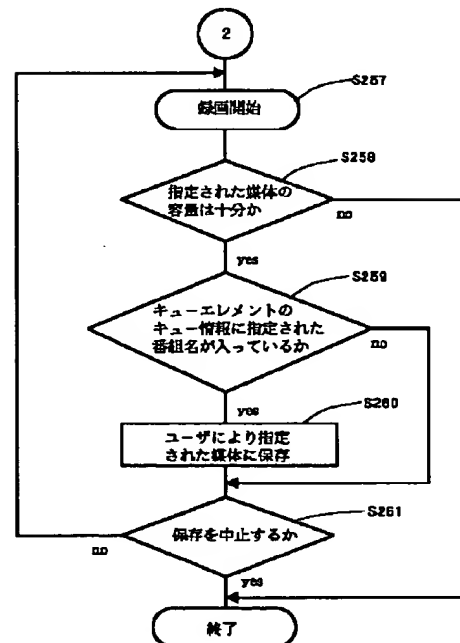 2
S257
録画開始
S258
指定された媒体の
容量は十分か
no
yes
S259
キューエレメントの
キュー情報に指定された
番組名が入っているか
no
yes
S260
ユーザにより指定
された媒体に保存
S261
保存を中止するか
no
yes
終了